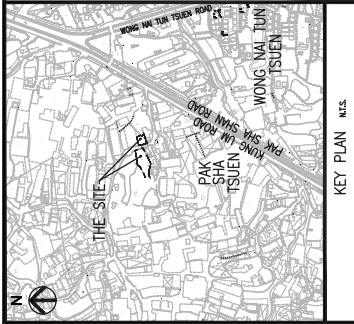 WONG NAI TUN TSUEN ROAD
WONG NAI TUN
TSUEN
THE SITE
KUNG UM ROAD
PAK SHA SHAN ROAD
PAK
SHA
TSUEN
N
KEY PLAN N.T.S.